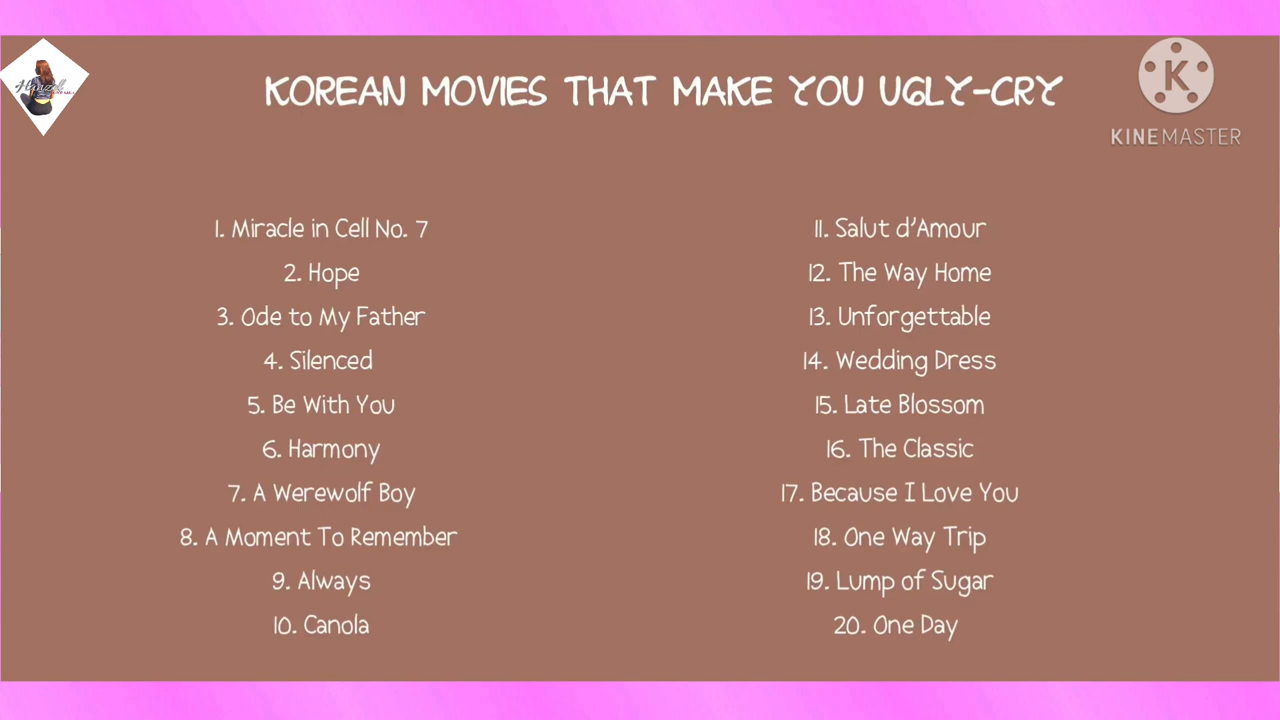 KOREAN MOVIES THAT MAKE YOU UGLY-CRY
K
KINEMASTER
1. Miracle in Cell No. 7
2. Hope
3. Ode to My Father
4. Silenced
5. Be With You
6. Harmony
7. A Werewolf Boy
8. A Moment To Remember
9. Always
10. Canola
11. Salut d'Amour
12. The Way Home
13. Unforgettable
14. Wedding Dress
15. Late Blossom
16. The Classic
17. Because I Love You
18. One Way Trip
19. Lump of Sugar
20. One Day